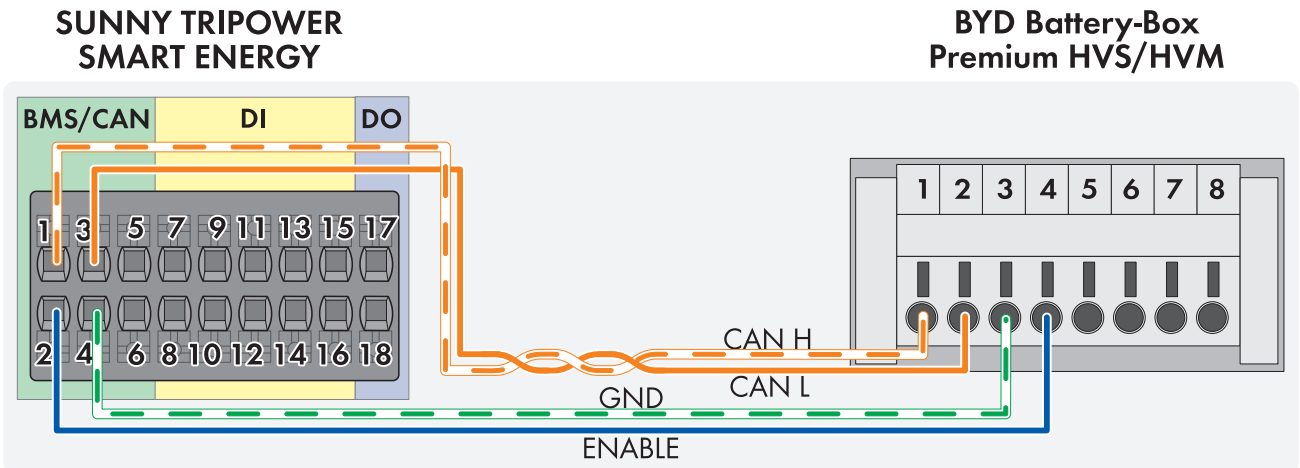 SUNNY TRIPOWER
SMART ENERGY
BYD Battery-Box
Premium HVS/HVM
BMS/CAN DI DO
1 2 3 4 5 6 7 8
1 3 5 7 9 11 13 15 17
2 4 6 8 10 12 14 16 18
CAN H
CAN L
GND
ENABLE